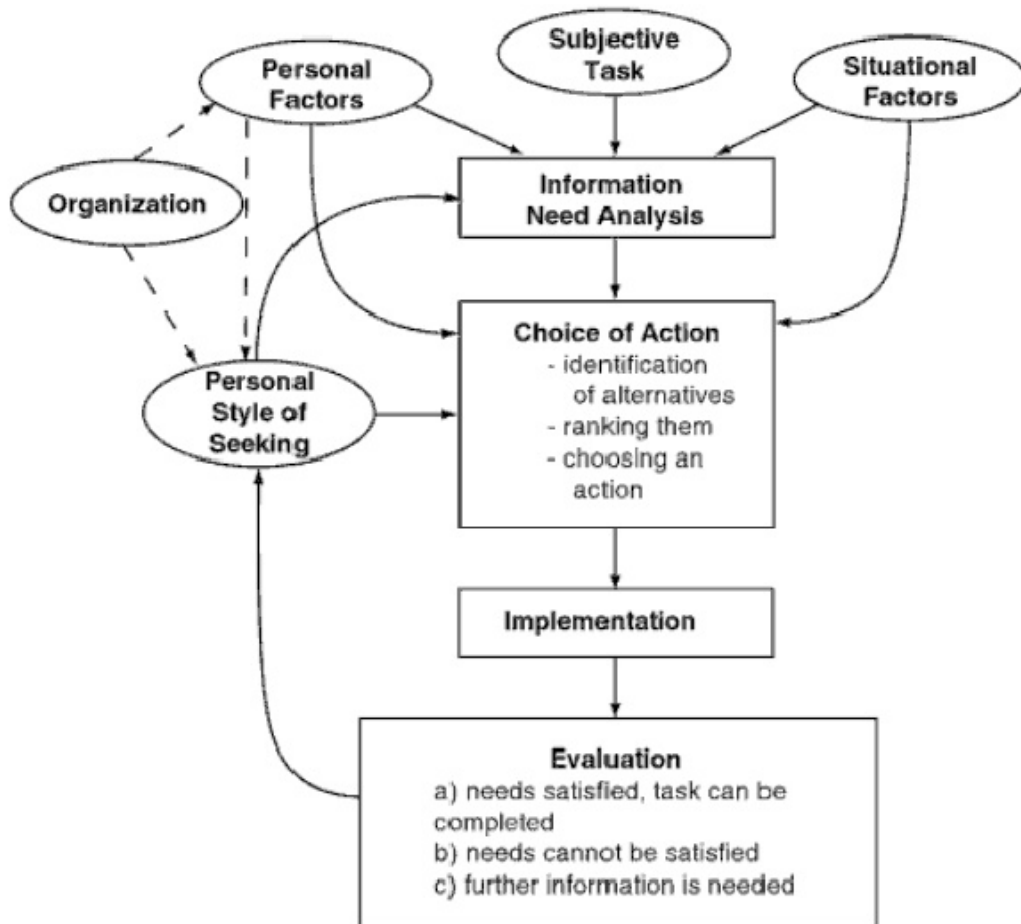 Subjective
Task
Personal
Factors
Situational
Factors
Organization
Information
Need Analysis
Choice of Action
- identification
of alternatives
- ranking them
- choosing an
action
Personal
Style of
Seeking
Implementation
Evaluation
a) needs satisfied, task can be
completed
b) needs cannot be satisfied
c) further information is needed